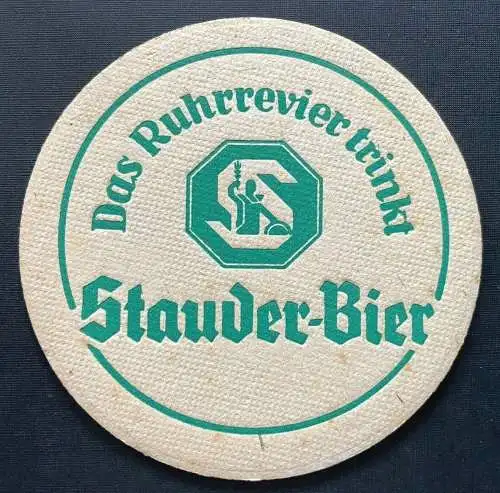 Das Ruhrrevier trinkt
S
Stauder-Bier